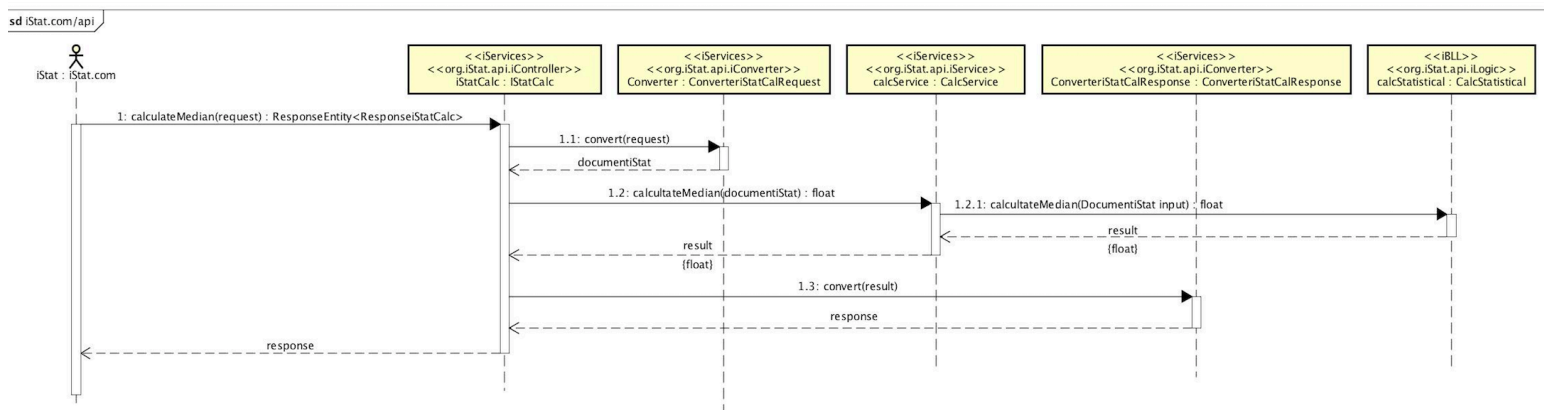 sd iStat.com/api
iStat : iStat.com
<<iServices>>
<<org.iStat.api.iController>>
iStatCalc : IStatCalc
<<iServices>>
<<org.iStat.api.iConverter>>
Converter : ConverteriStatCalRequest
<<iServices>>
<<org.iStat.api.iService>>
calcService : CalcService
<<iServices>>
<<org.iStat.api.iConverter>>
ConverteriStatCalResponse : ConverteriStatCalResponse
<<iBLL>>
<<org.iStat.api.iLogic>>
calcStatistical : CalcStatistical
1: calculateMedian(request) : ResponseEntity<ResponseiStatCalc>
1.1: convert(request)
documentiStat
1.2: calcultateMedian(documentiStat) : float
1.2.1: calcultateMedian(DocumentiStat input) : float
result
{float}
result
{float}
1.3: convert(result)
response
response